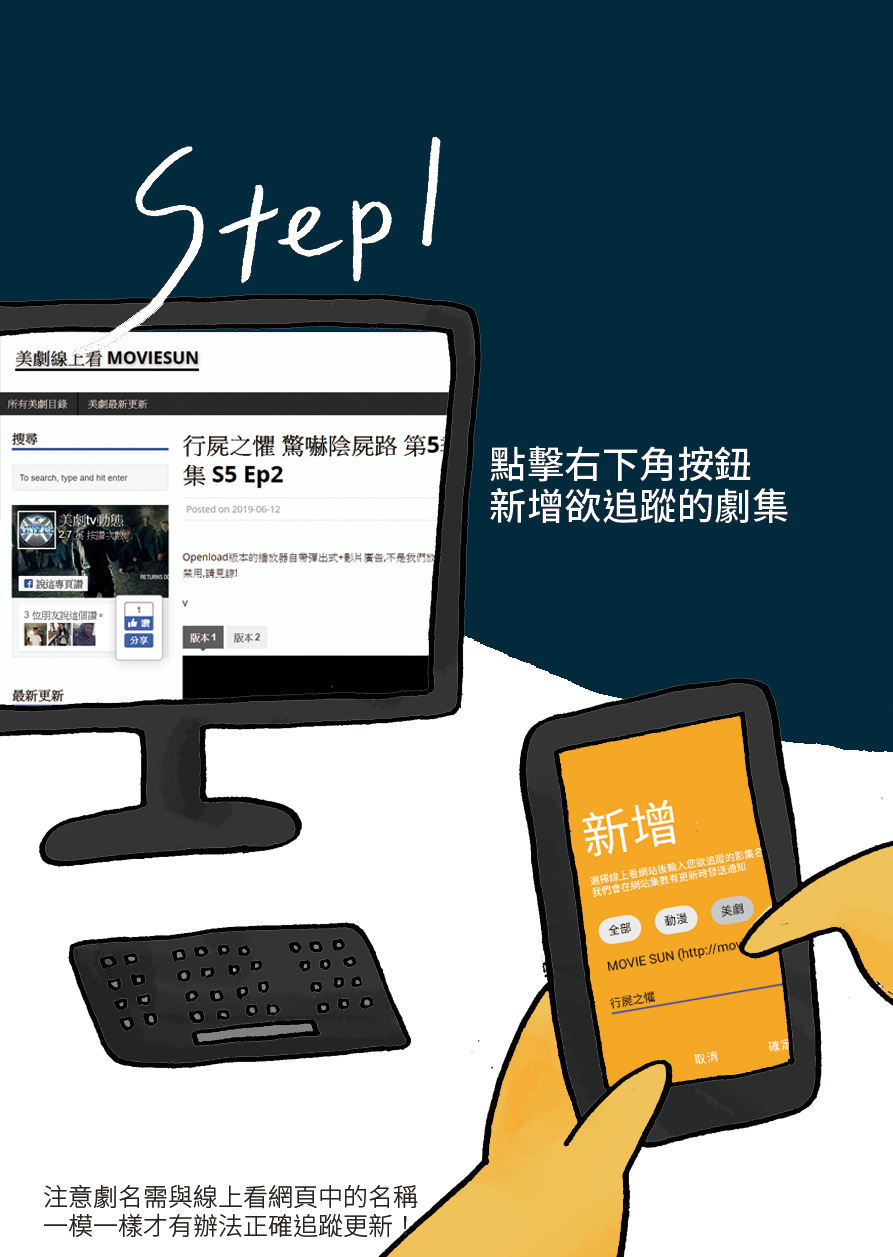 Step1
美劇線上看 MOVIESUN
所有美劇目錄 美劇最新更新
搜尋
To search, type and hit enter
美劇tv動態
2.7 萬 按讚次數
RETURNS
說這專頁讚
3 位朋友說這個讚。
1
讚
分享
最新更新
行屍之懼 驚嚇陰屍路 第5
集 S5 Ep2
Posted on 2019-06-12
Openload版本的播放器自帶彈出式+影片廣告,不是我們放
禁用,請見諒!
v
版本1 版本2
點擊右下角按鈕
新增欲追蹤的劇集
新增
選擇線上看網站後輸入您欲追蹤的影集名
我們會在網站集數有更新時發送通知
全部 動漫 美劇
MOVIE SUN (http://mov
行屍之懼
取消 確定
注意劇名需與線上看網頁中的名稱
一模一樣才有辦法正確追蹤更新！